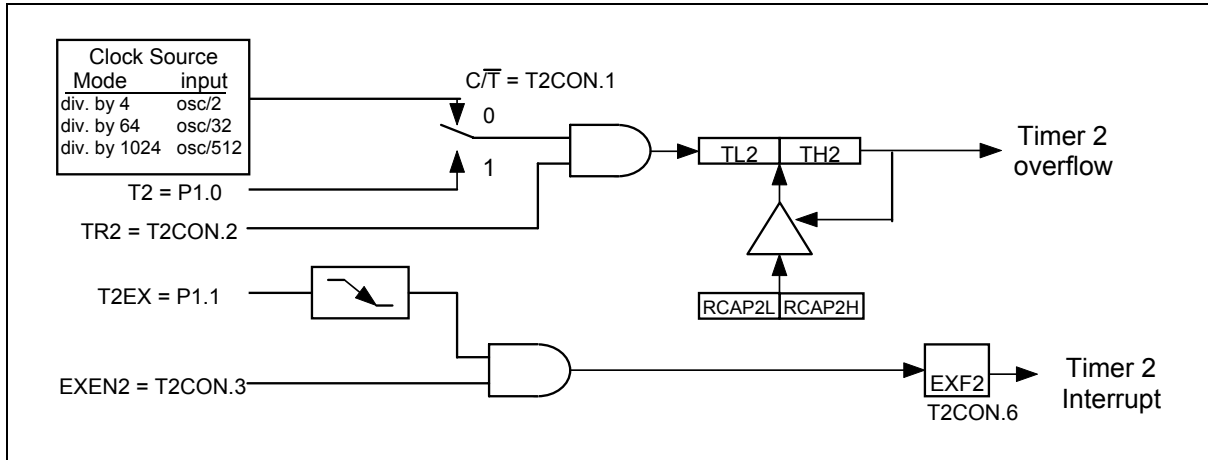 Clock Source
Mode input
div. by 4 osc/2
div. by 64 osc/32
div. by 1024 osc/512
C/T̅ = T2CON.1
0
1
T2 = P1.0
TR2 = T2CON.2
TL2 TH2
Timer 2
overflow
RCAP2L RCAP2H
T2EX = P1.1
EXEN2 = T2CON.3
EXF2
T2CON.6
Timer 2
Interrupt